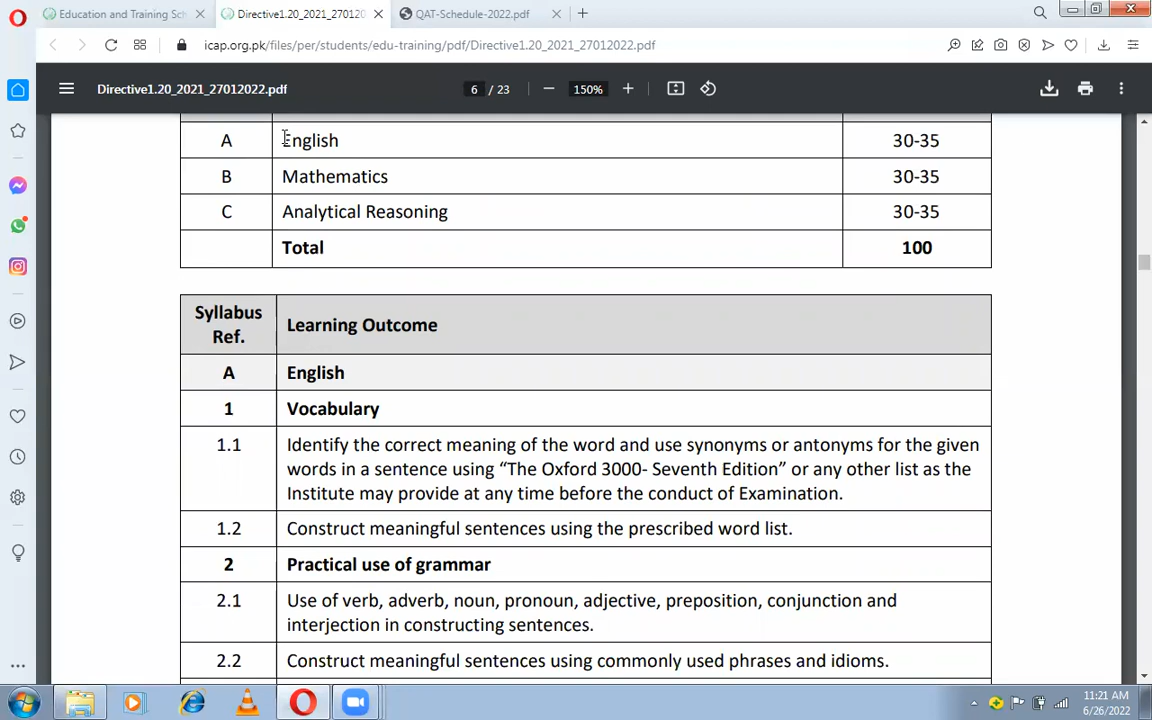 Education and Training Sch
Directive1.20_2021_270120
QAT-Schedule-2022.pdf
icap.org.pk/files/per/students/edu-training/pdf/Directive1.20_2021_27012022.pdf
Directive1.20_2021_27012022.pdf
6 / 23
150%
A English 30-35
B Mathematics 30-35
C Analytical Reasoning 30-35
Total 100
Syllabus Ref. Learning Outcome
A English
1 Vocabulary
1.1 Identify the correct meaning of the word and use synonyms or antonyms for the given
words in a sentence using “The Oxford 3000- Seventh Edition” or any other list as the
Institute may provide at any time before the conduct of Examination.
1.2 Construct meaningful sentences using the prescribed word list.
2 Practical use of grammar
2.1 Use of verb, adverb, noun, pronoun, adjective, preposition, conjunction and
interjection in constructing sentences.
2.2 Construct meaningful sentences using commonly used phrases and idioms.
11:21 AM
6/26/2022